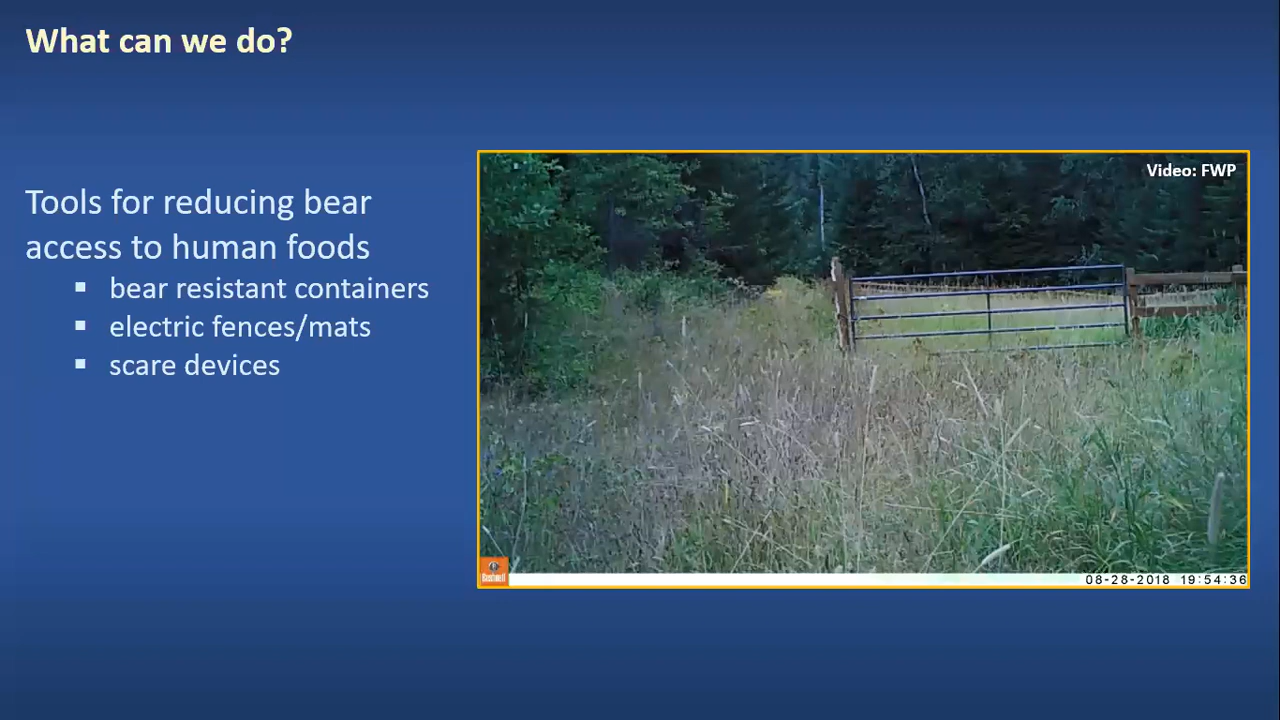 What can we do?
Tools for reducing bear
access to human foods
▪ bear resistant containers
▪ electric fences/mats
▪ scare devices
Video: FWP
Bushnell
08-28-2018 19:54:36